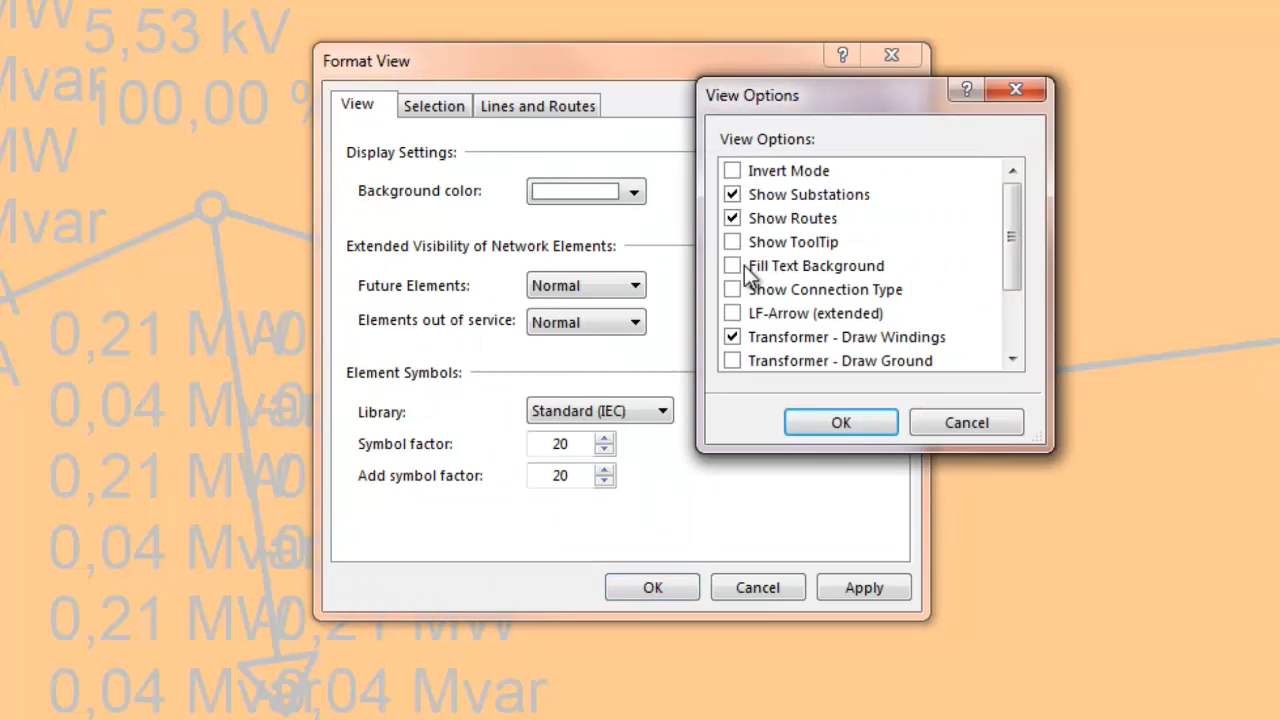 MW
5,53 kV
Mvar
100,00 %
MW
Mvar
Format View
View
Selection
Lines and Routes
Display Settings:
Background color:
Extended Visibility of Network Elements:
Future Elements:
Normal
Elements out of service:
Normal
Element Symbols:
Library:
Standard (IEC)
Symbol factor:
20
Add symbol factor:
20
OK
Cancel
Apply
View Options
View Options:
Invert Mode
Show Substations
Show Routes
Show ToolTip
Fill Text Background
Show Connection Type
LF-Arrow (extended)
Transformer - Draw Windings
Transformer - Draw Ground
OK
Cancel
0,21 MW
0,04 Mvar
0,21 MW
0,04 Mvar
0,21 MW 0,21 MW
0,04 Mvar 0,04 Mvar